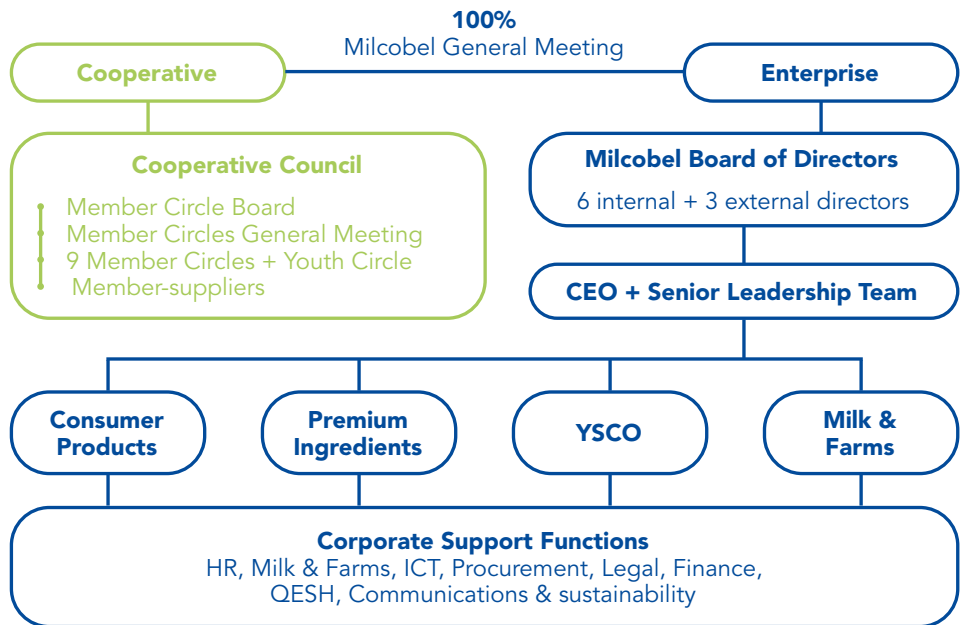 100%
Milcobel General Meeting
Cooperative
Enterprise
Cooperative Council
Member Circle Board
Member Circles General Meeting
9 Member Circles + Youth Circle
Member-suppliers
Milcobel Board of Directors
6 internal + 3 external directors
CEO + Senior Leadership Team
Consumer
Products
Premium
Ingredients
YSCO
Milk &
Farms
Corporate Support Functions
HR, Milk & Farms, ICT, Procurement, Legal, Finance,
QESH, Communications & sustainability